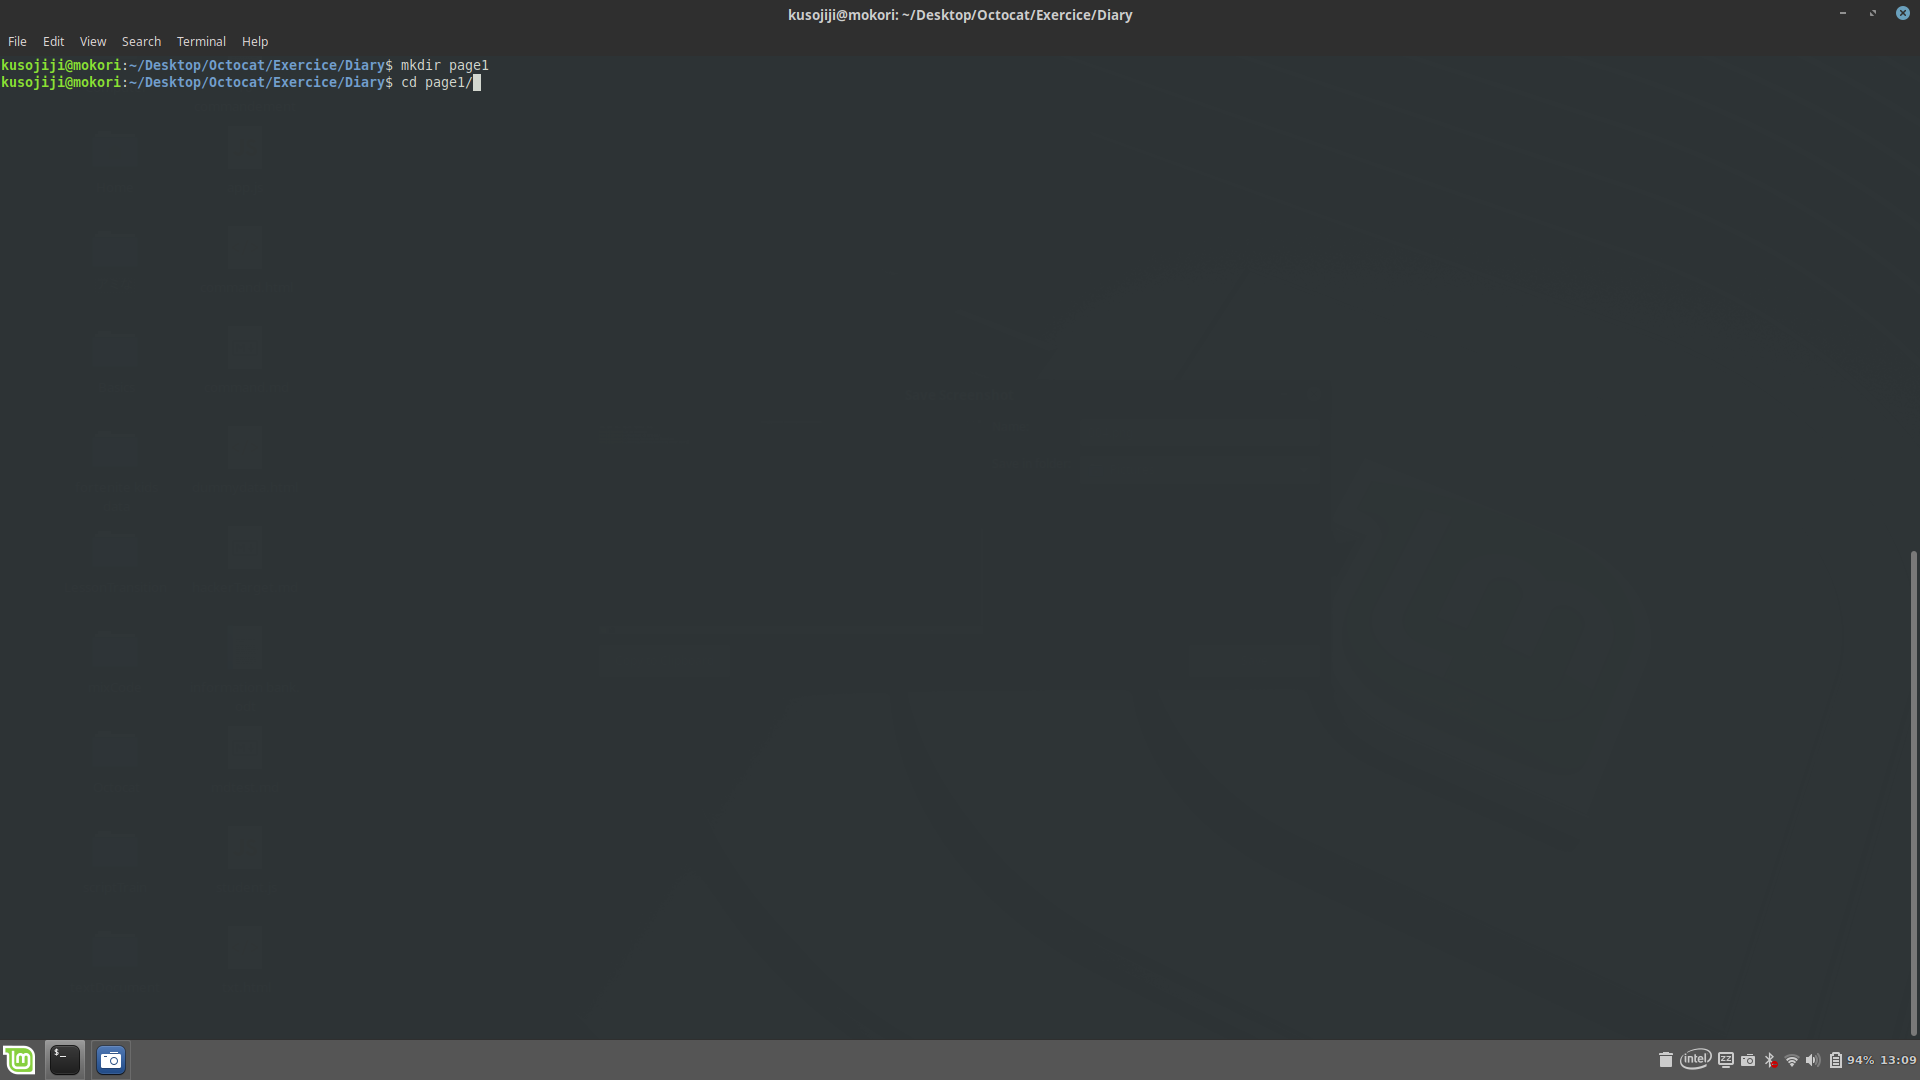 kusojiji@mokori: ~/Desktop/Octocat/Exercice/Diary
File Edit View Search Terminal Help
kusojiji@mokori:~/Desktop/Octocat/Exercice/Diary$ mkdir page1
kusojiji@mokori:~/Desktop/Octocat/Exercice/Diary$ cd page1/
$_
intel
zz
94% 13:09